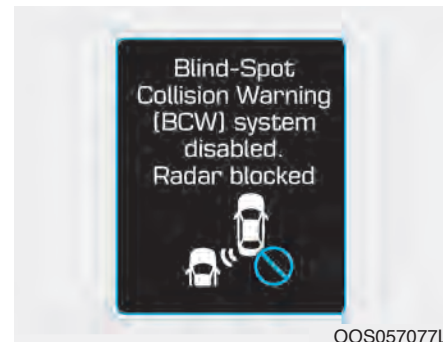 Blind-Spot
Collision Warning
(BCW) system
disabled.
Radar blocked
OOS057077L